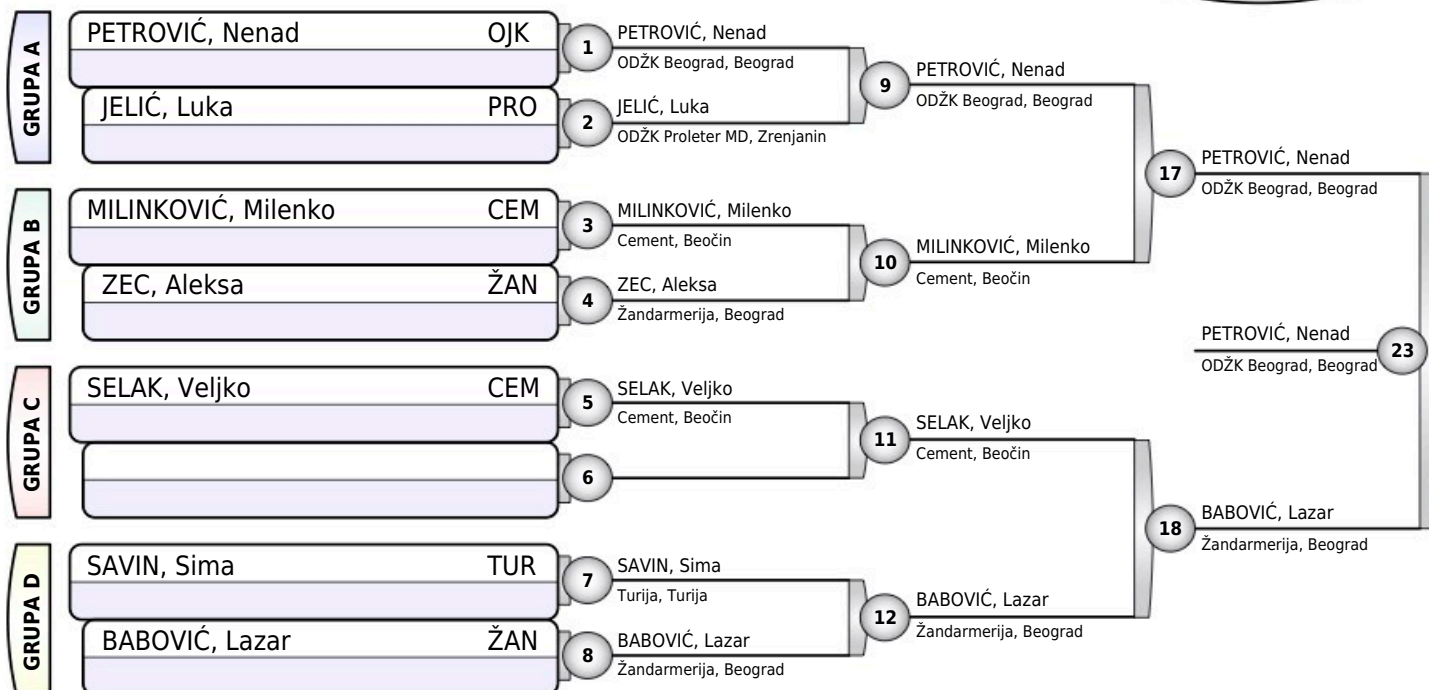 GRUPA A
PETROVIĆ, Nenad OJK
JELIĆ, Luka PRO
1
PETROVIĆ, Nenad
ODŽK Beograd, Beograd
2
JELIĆ, Luka
ODŽK Proleter MD, Zrenjanin
9
PETROVIĆ, Nenad
ODŽK Beograd, Beograd
GRUPA B
MILINKOVIĆ, Milenko CEM
ZEC, Aleksa ŽAN
3
MILINKOVIĆ, Milenko
Cement, Beočin
4
ZEC, Aleksa
Žandarmerija, Beograd
10
MILINKOVIĆ, Milenko
Cement, Beočin
17
PETROVIĆ, Nenad
ODŽK Beograd, Beograd
PETROVIĆ, Nenad
ODŽK Beograd, Beograd
23
GRUPA C
SELAK, Veljko CEM
5
SELAK, Veljko
Cement, Beočin
6
11
SELAK, Veljko
Cement, Beočin
18
BABOVIĆ, Lazar
Žandarmerija, Beograd
GRUPA D
SAVIN, Sima TUR
BABOVIĆ, Lazar ŽAN
7
SAVIN, Sima
Turija, Turija
8
BABOVIĆ, Lazar
Žandarmerija, Beograd
12
BABOVIĆ, Lazar
Žandarmerija, Beograd